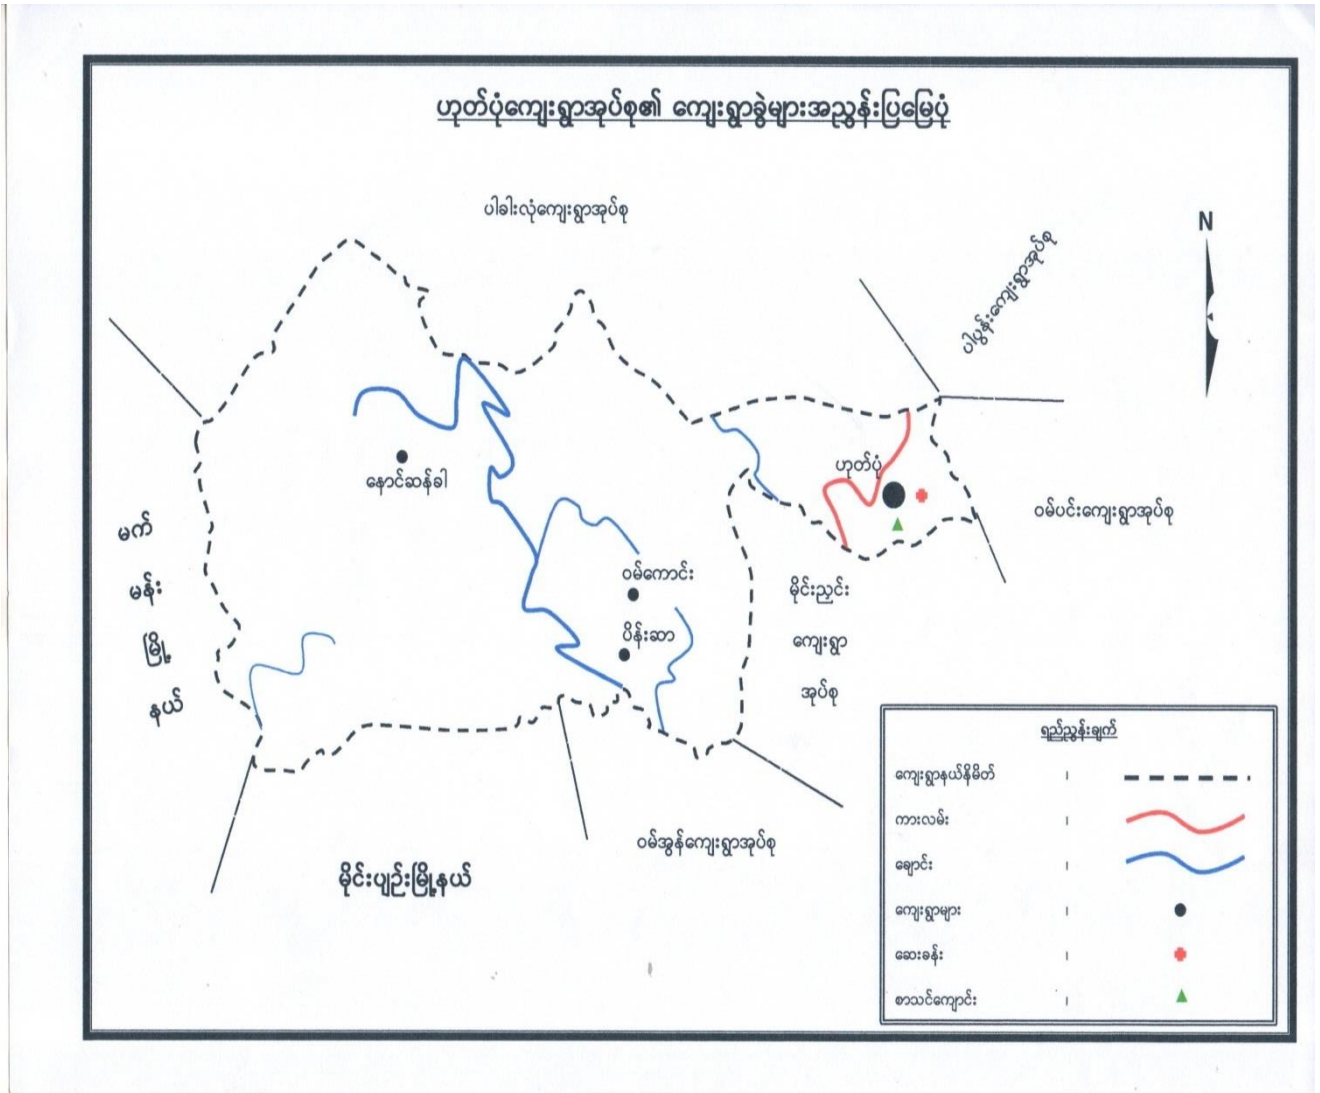 ဟုတ်ပုံကျေးရွာအုပ်စု၏ ကျေးရွာခွဲများအညွှန်းပြမြေပုံ
ပါခါးလုံကျေးရွာအုပ်စု
N
ပါပွန်းကျေးရွာအုပ်စု
ဟုတ်ပုံ
နောင်ဆန်ခါ
ဝမ်ပင်းကျေးရွာအုပ်စု
မက်
မန်း
မြို့
နယ်
ဝမ်ကောင်း
ပိန်းဆာ
မိုင်းညှင်း
ကျေးရွာ
အုပ်စု
ဝမ်အွန်ကျေးရွာအုပ်စု
မိုင်းပျဉ်းမြို့နယ်
ရည်ညွှန်းချက်
ကျေးရွာနယ်နိမိတ် ၊
ကားလမ်း ၊
ချောင်း ၊
ကျေးရွာများ ၊
ဆေးခန်း ၊
စာသင်ကျောင်း ၊